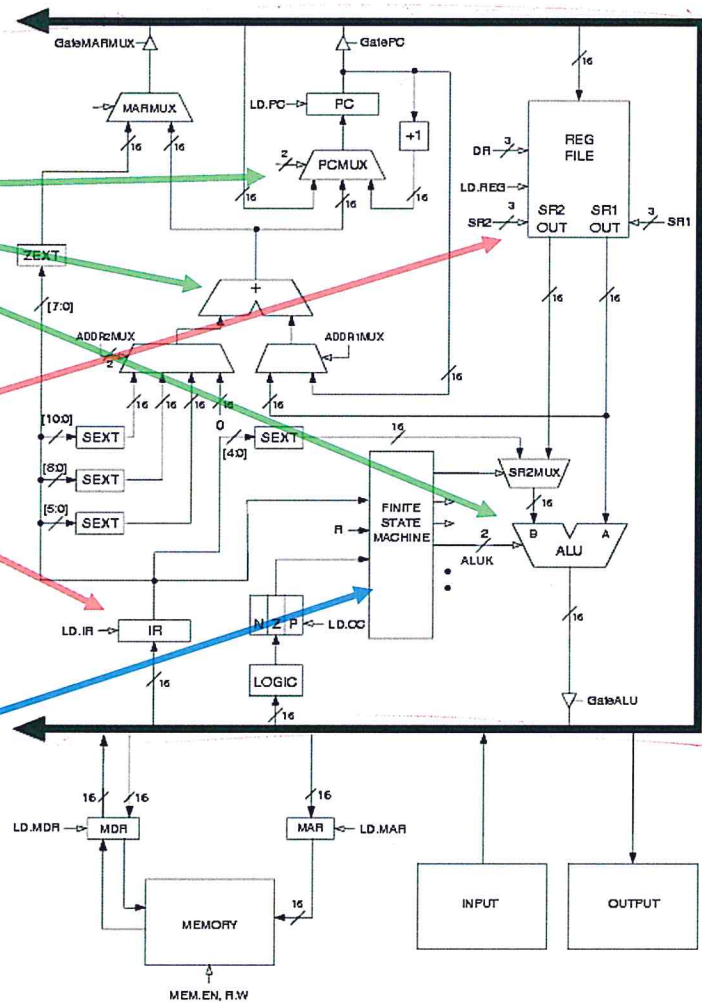 GateMARMUX
GatePC
16
MARMUX
LD.PC
PC
+1
REG
FILE
DR
3
LD.REG
SR2
3
SR2
OUT
SR1
OUT
3
SR1
16
16
2
PCMUX
16
16
16
ZEXT
[7:0]
+
16
16
ADDR2MUX
2
ADDR1MUX
16
16
16
16
16
0
[10:0]
SEXT
[4:0]
SEXT
16
[8:0]
SEXT
SR2MUX
[5:0]
SEXT
16
FINITE
STATE
MACHINE
R
2
ALUK
B
ALU
A
16
LD.IR
IR
N Z P
LD.CC
16
LOGIC
16
GateALU
16
16
16
LD.MDR
MDR
MAR
LD.MAR
MEMORY
16
INPUT
OUTPUT
MEM.EN, R.W